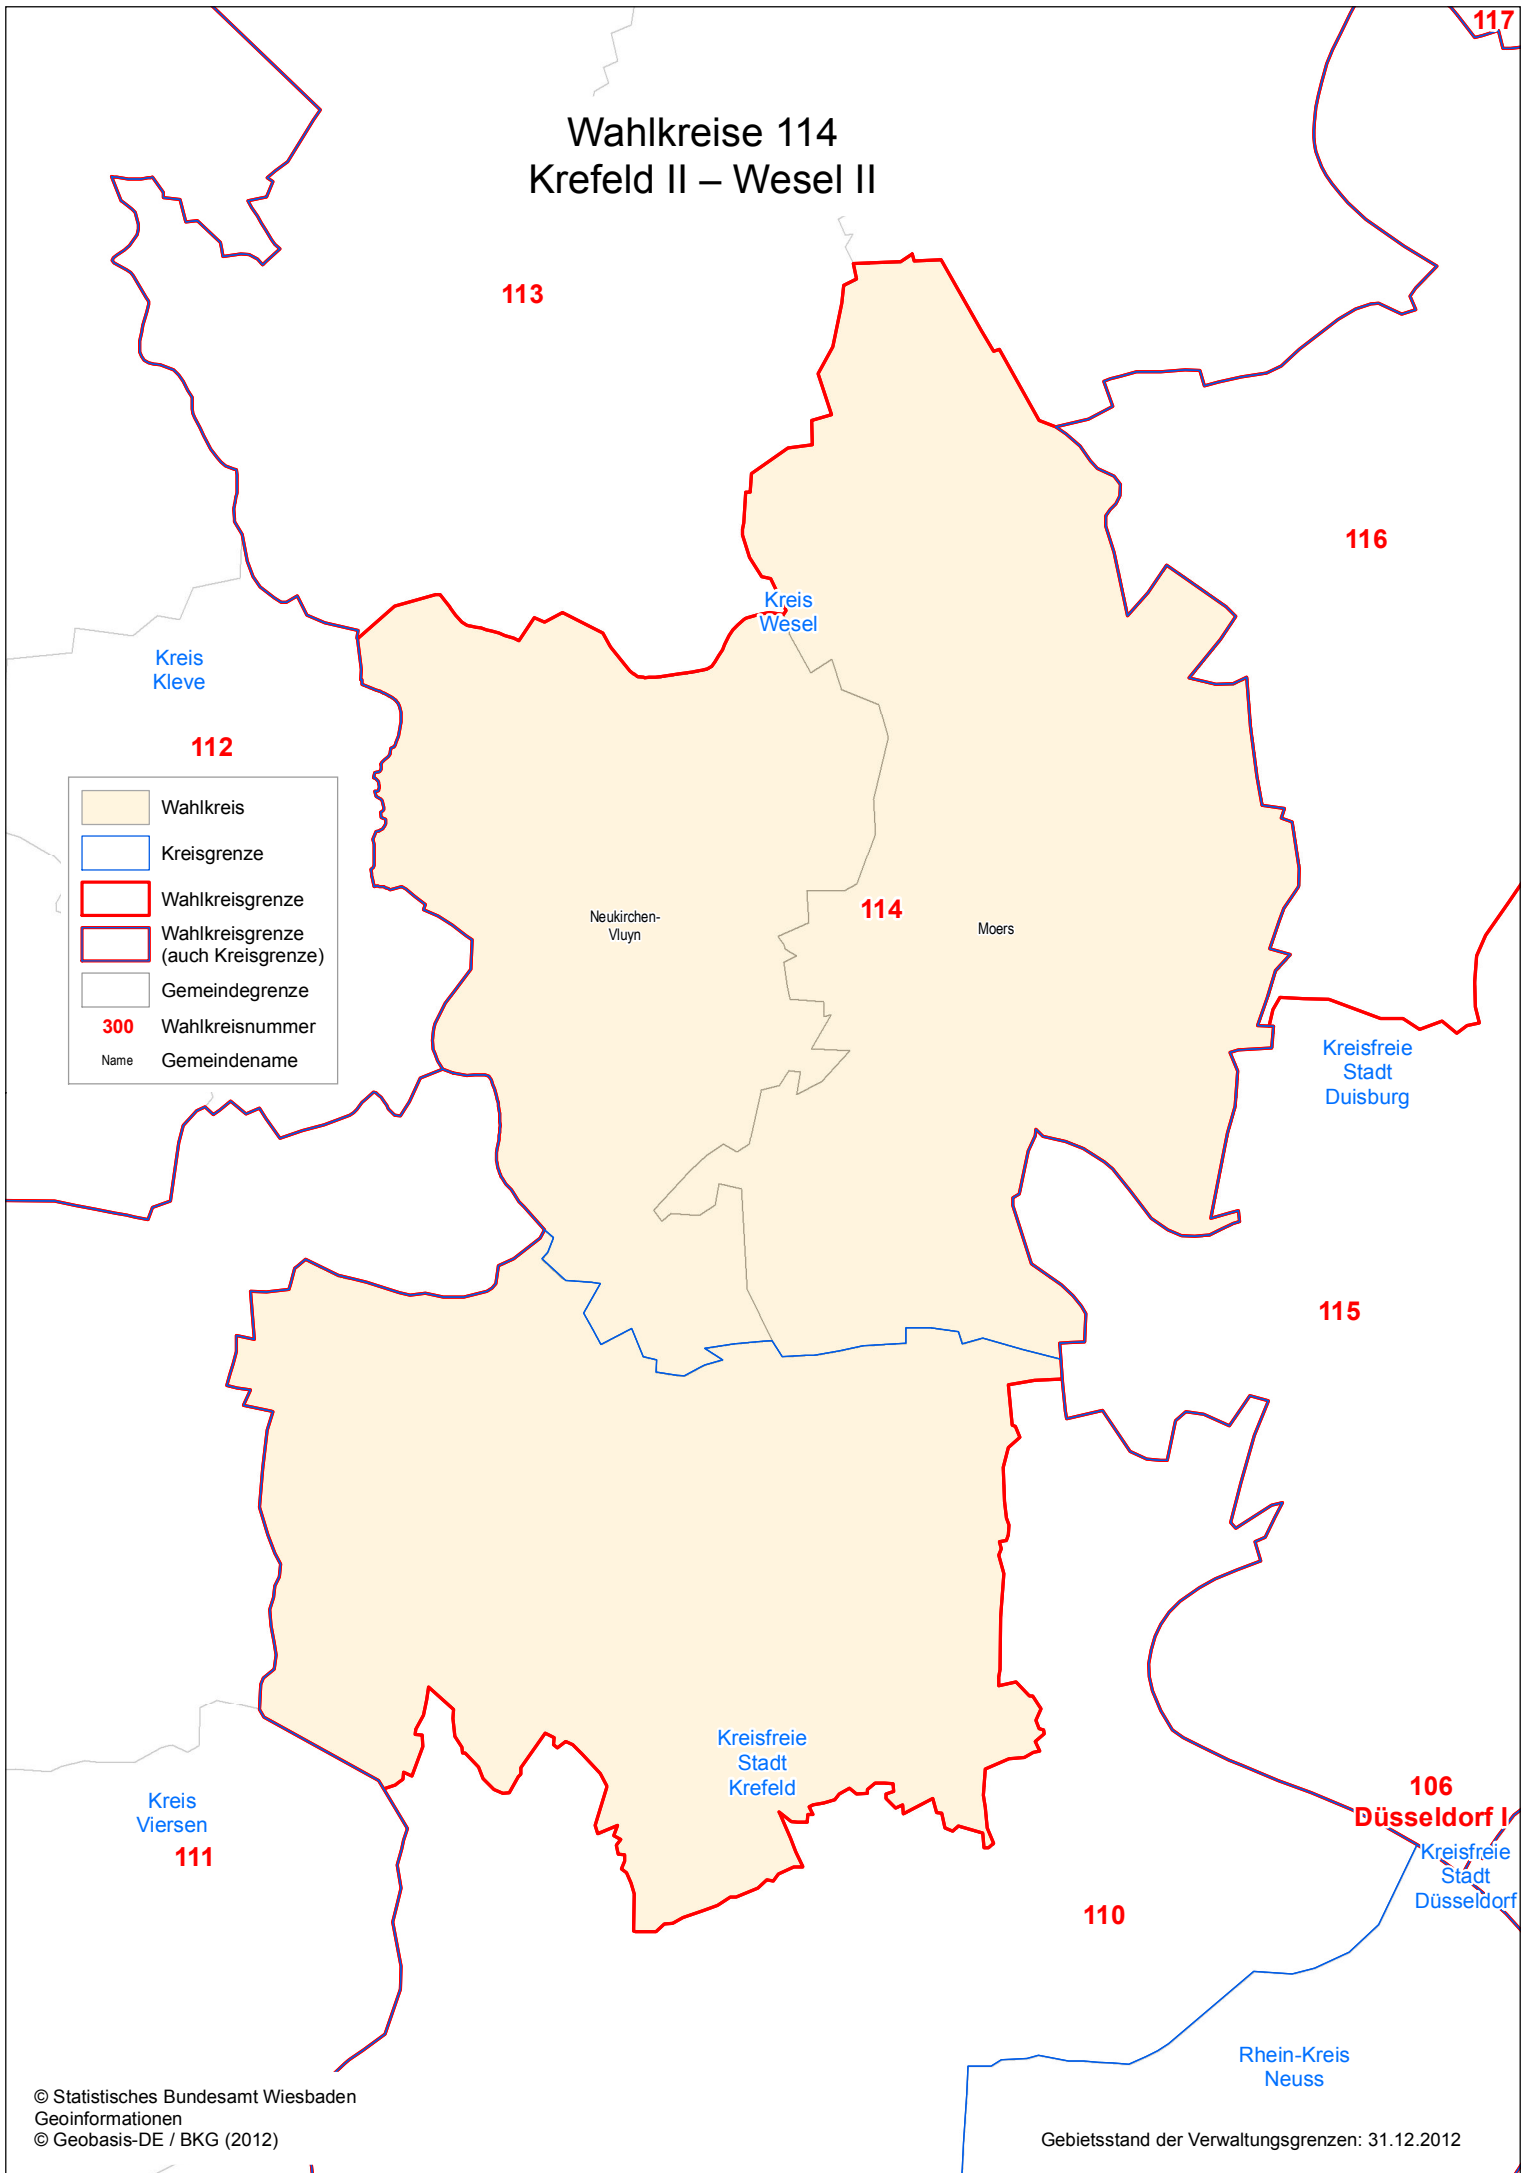 117
Wahlkreise 114
Krefeld II – Wesel II
113
116
Kreis
Wesel
Kreis
Kleve
112
Wahlkreis
Kreisgrenze
Wahlkreisgrenze
Wahlkreisgrenze
(auch Kreisgrenze)
Gemeindegrenze
300 Wahlkreisnummer
Name Gemeindename
Neukirchen-
Vluyn
114
Moers
Kreisfreie
Stadt
Duisburg
115
Kreisfreie
Stadt
Krefeld
Kreis
Viersen
111
106
Düsseldorf I
Kreisfreie
Stadt
Düsseldorf
110
Rhein-Kreis
Neuss
© Statistisches Bundesamt Wiesbaden
Geoinformationen
© Geobasis-DE / BKG (2012)
Gebietsstand der Verwaltungsgrenzen: 31.12.2012